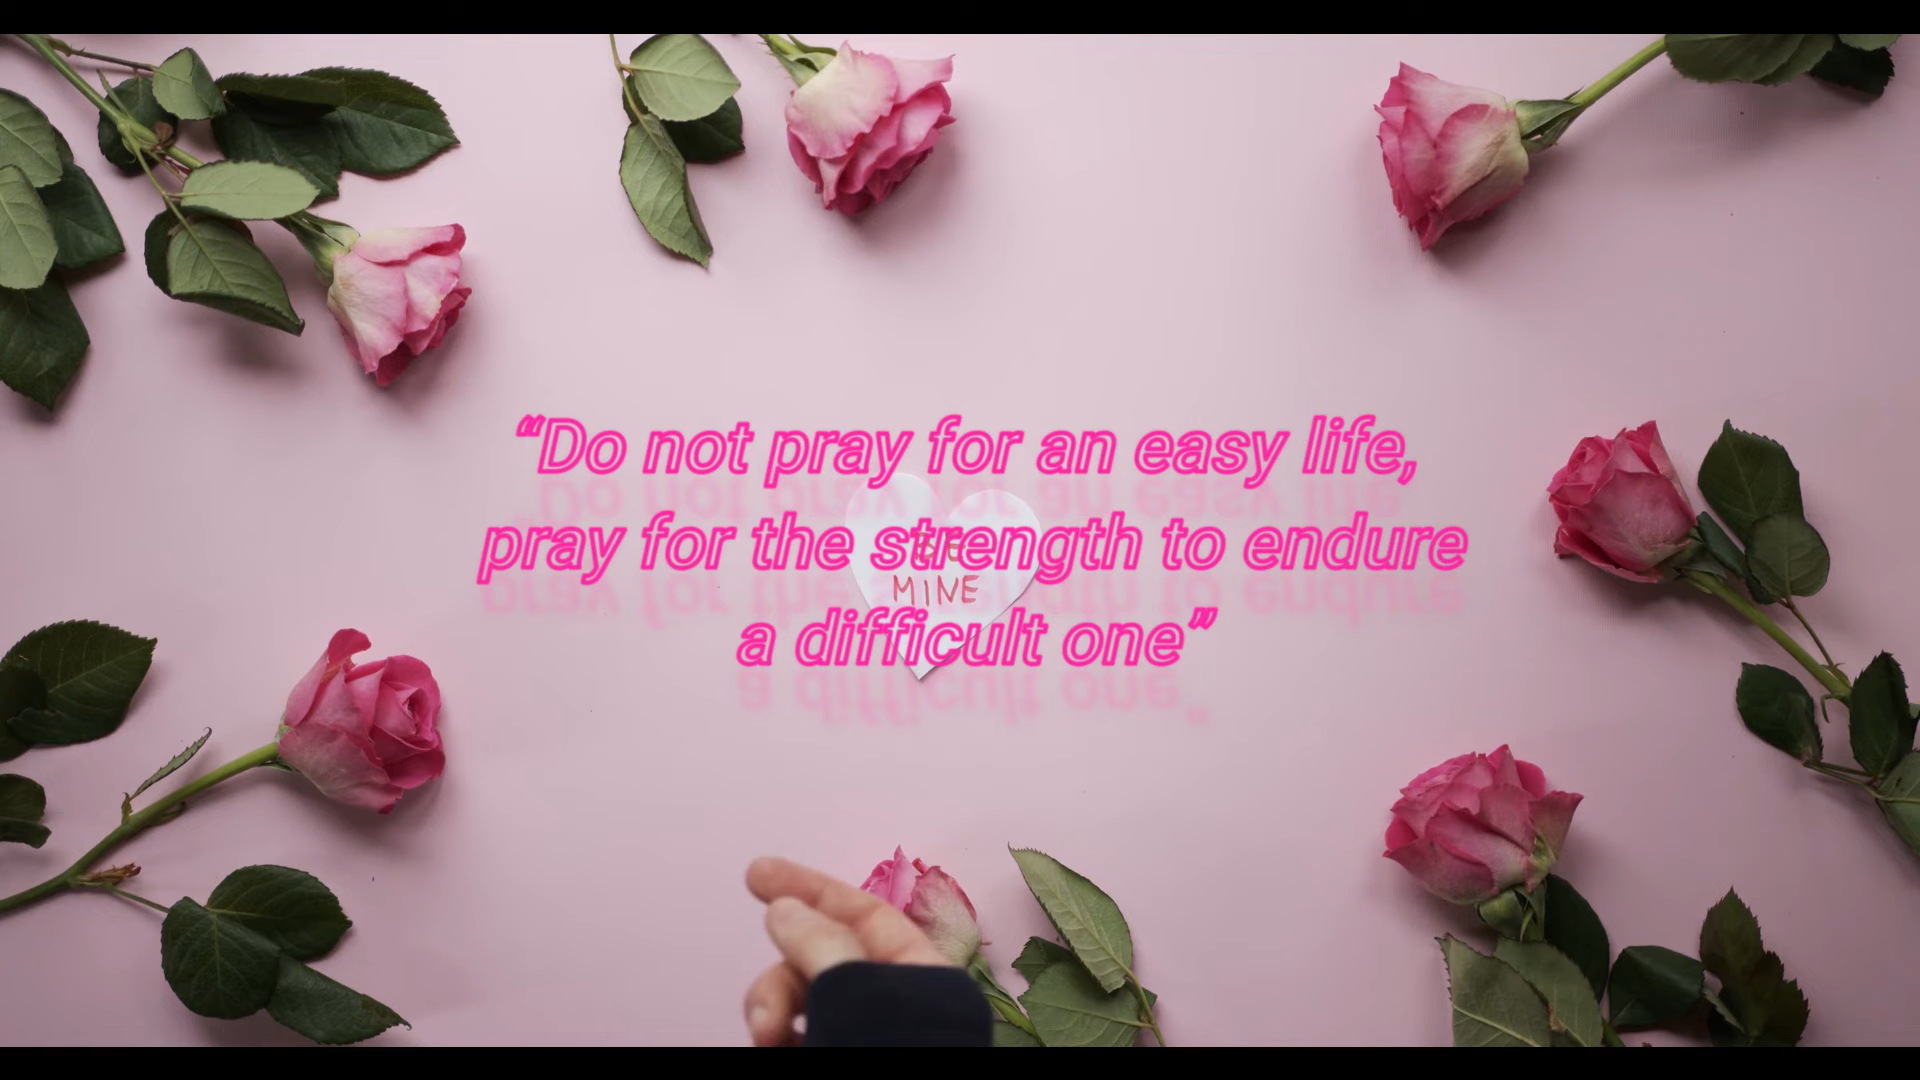 “Do not pray for an easy life,
pray for the strength to endure
MINE
a difficult one”